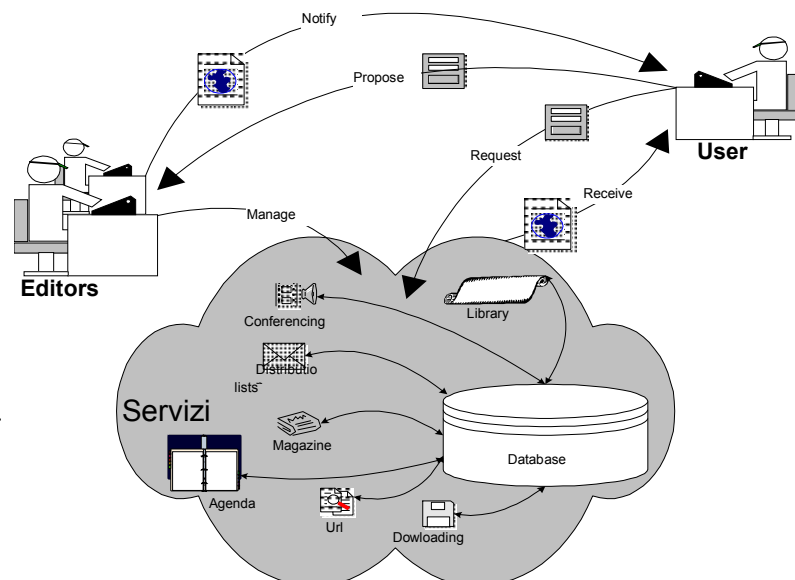 Notify
Propose
User
Request
Receive
Manage
Editors
Conferencing
Library
Distributio
lists
Servizi
Magazine
Database
Agenda
Url
Dowloading